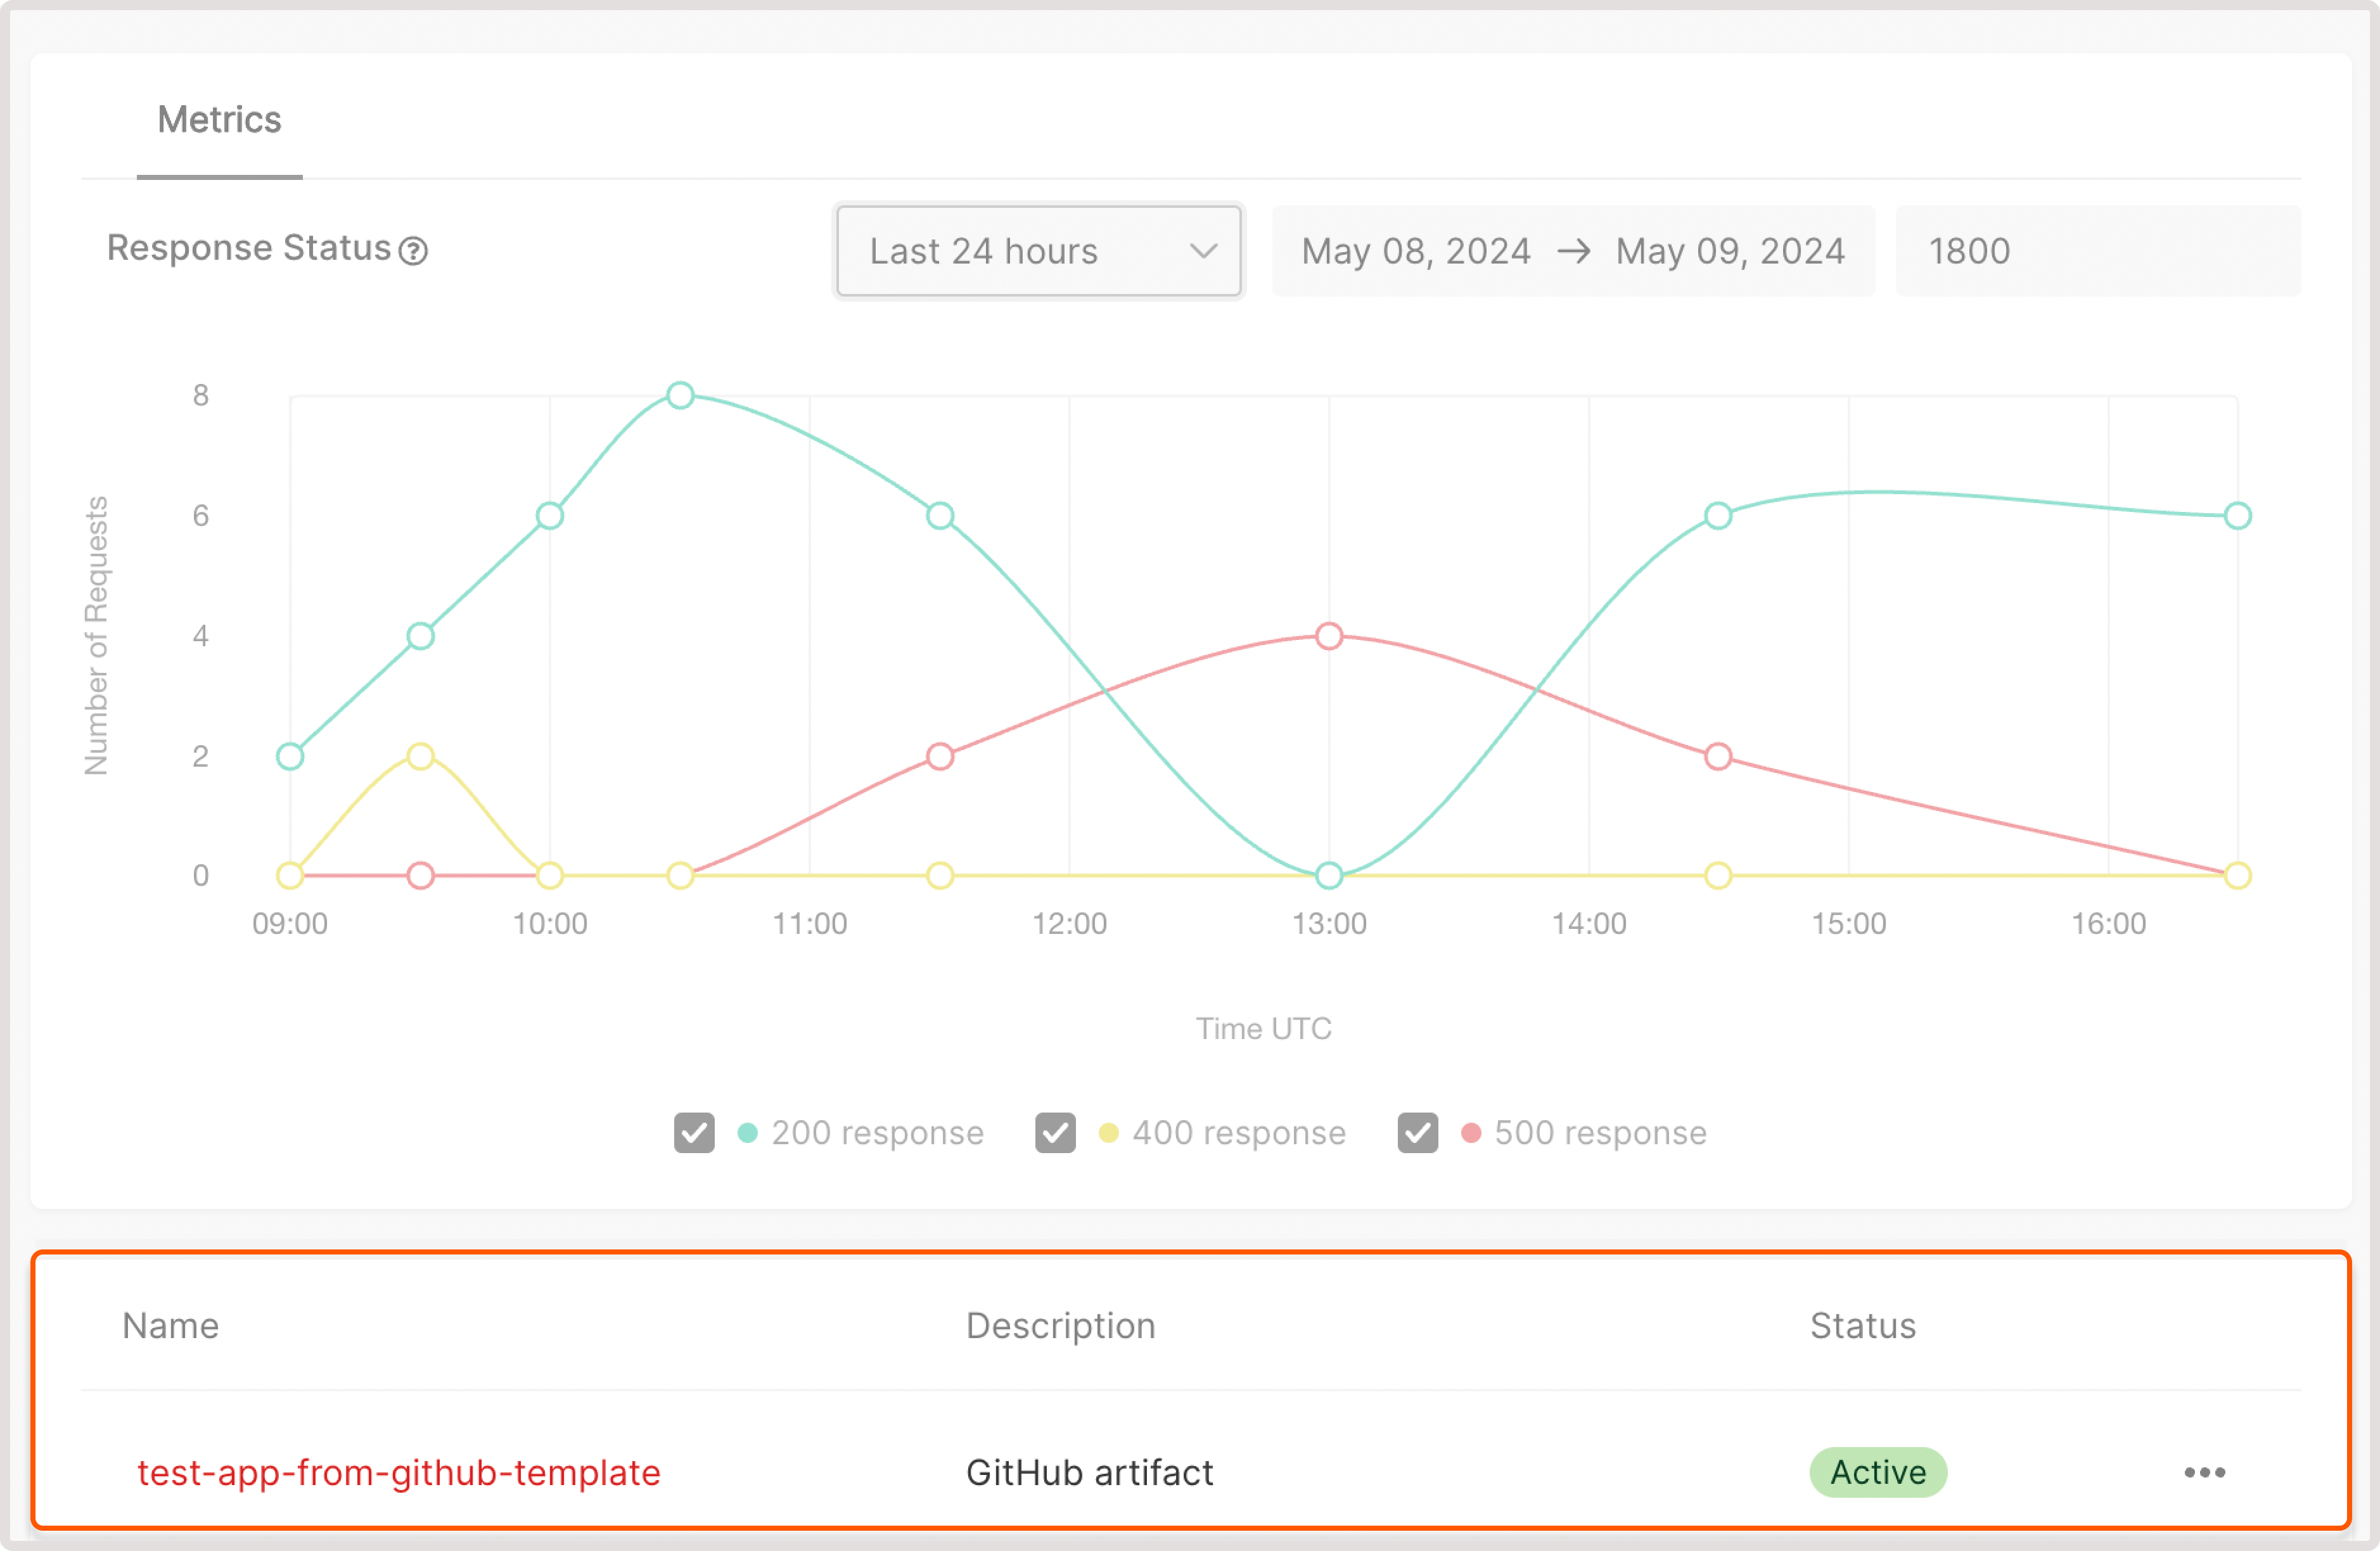 Metrics
Response Status ?
Last 24 hours
May 08, 2024 → May 09, 2024
1800
Number of Requests
8
6
4
2
0
09:00 10:00 11:00 12:00 13:00 14:00 15:00 16:00
Time UTC
200 response 400 response 500 response
Name Description Status
test-app-from-github-template GitHub artifact Active •••